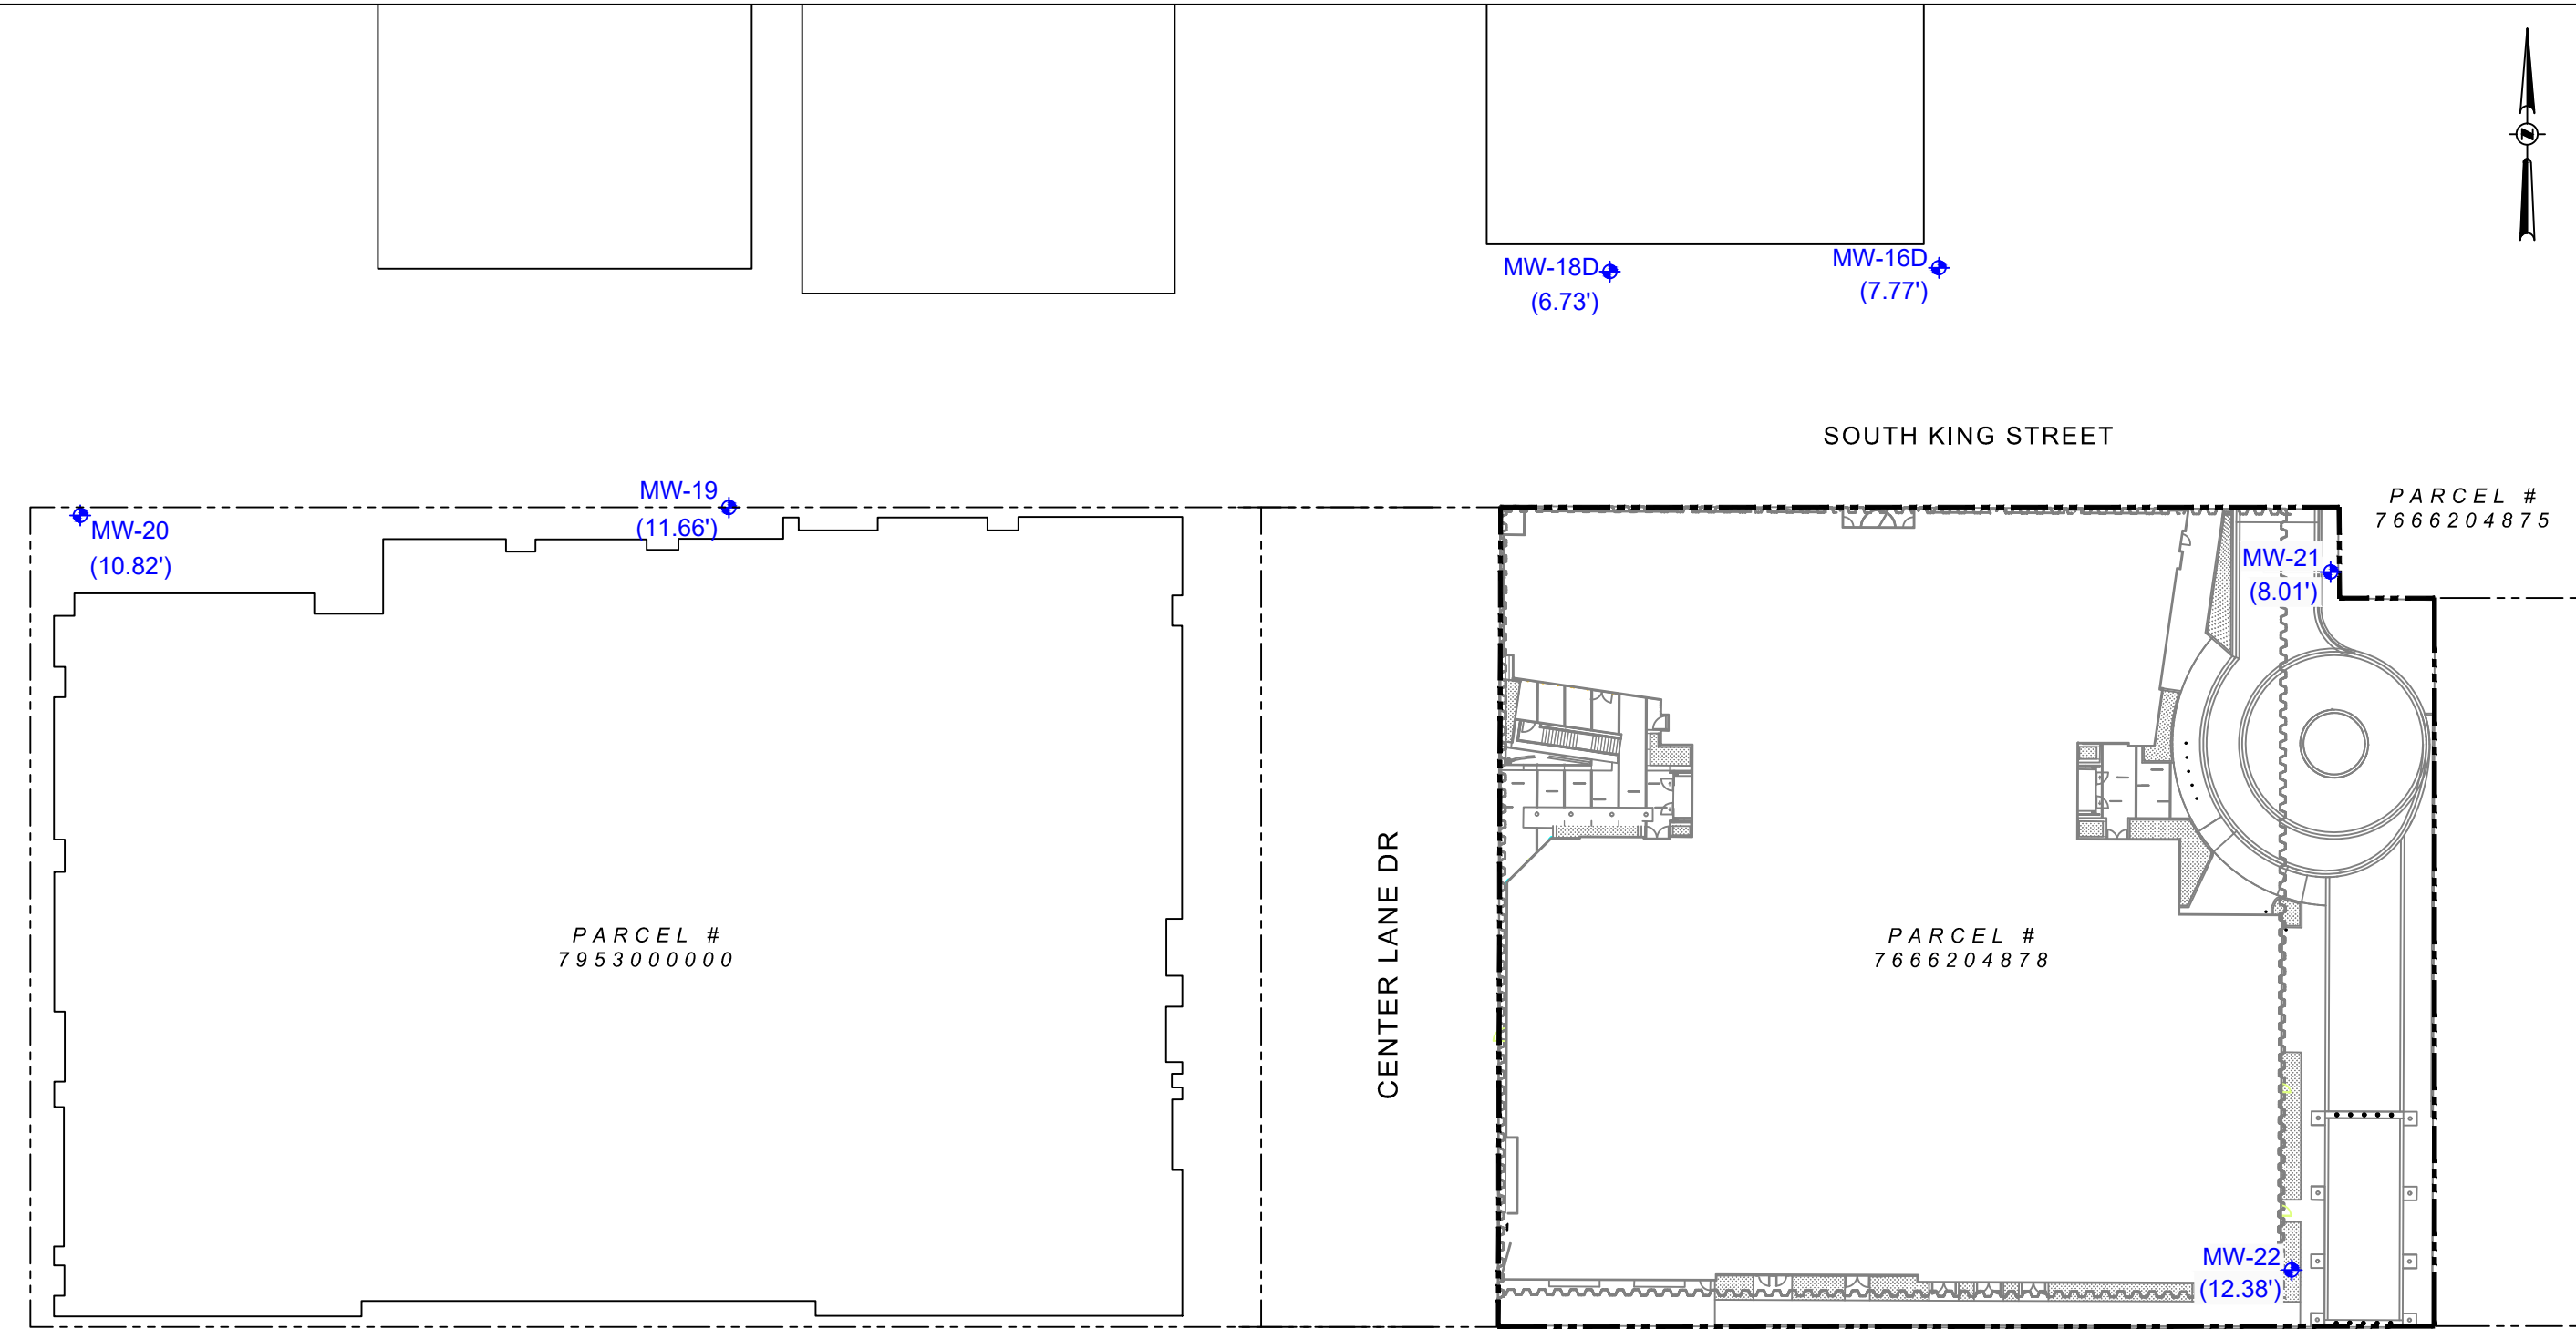 MW-18D
(6.73')
MW-16D
(7.77')
SOUTH KING STREET
MW-20
(10.82')
MW-19
(11.66')
PARCEL #
7666204875
MW-21
(8.01')
CENTER LANE DR
PARCEL #
7953000000
PARCEL #
7666204878
MW-22
(12.38')
N